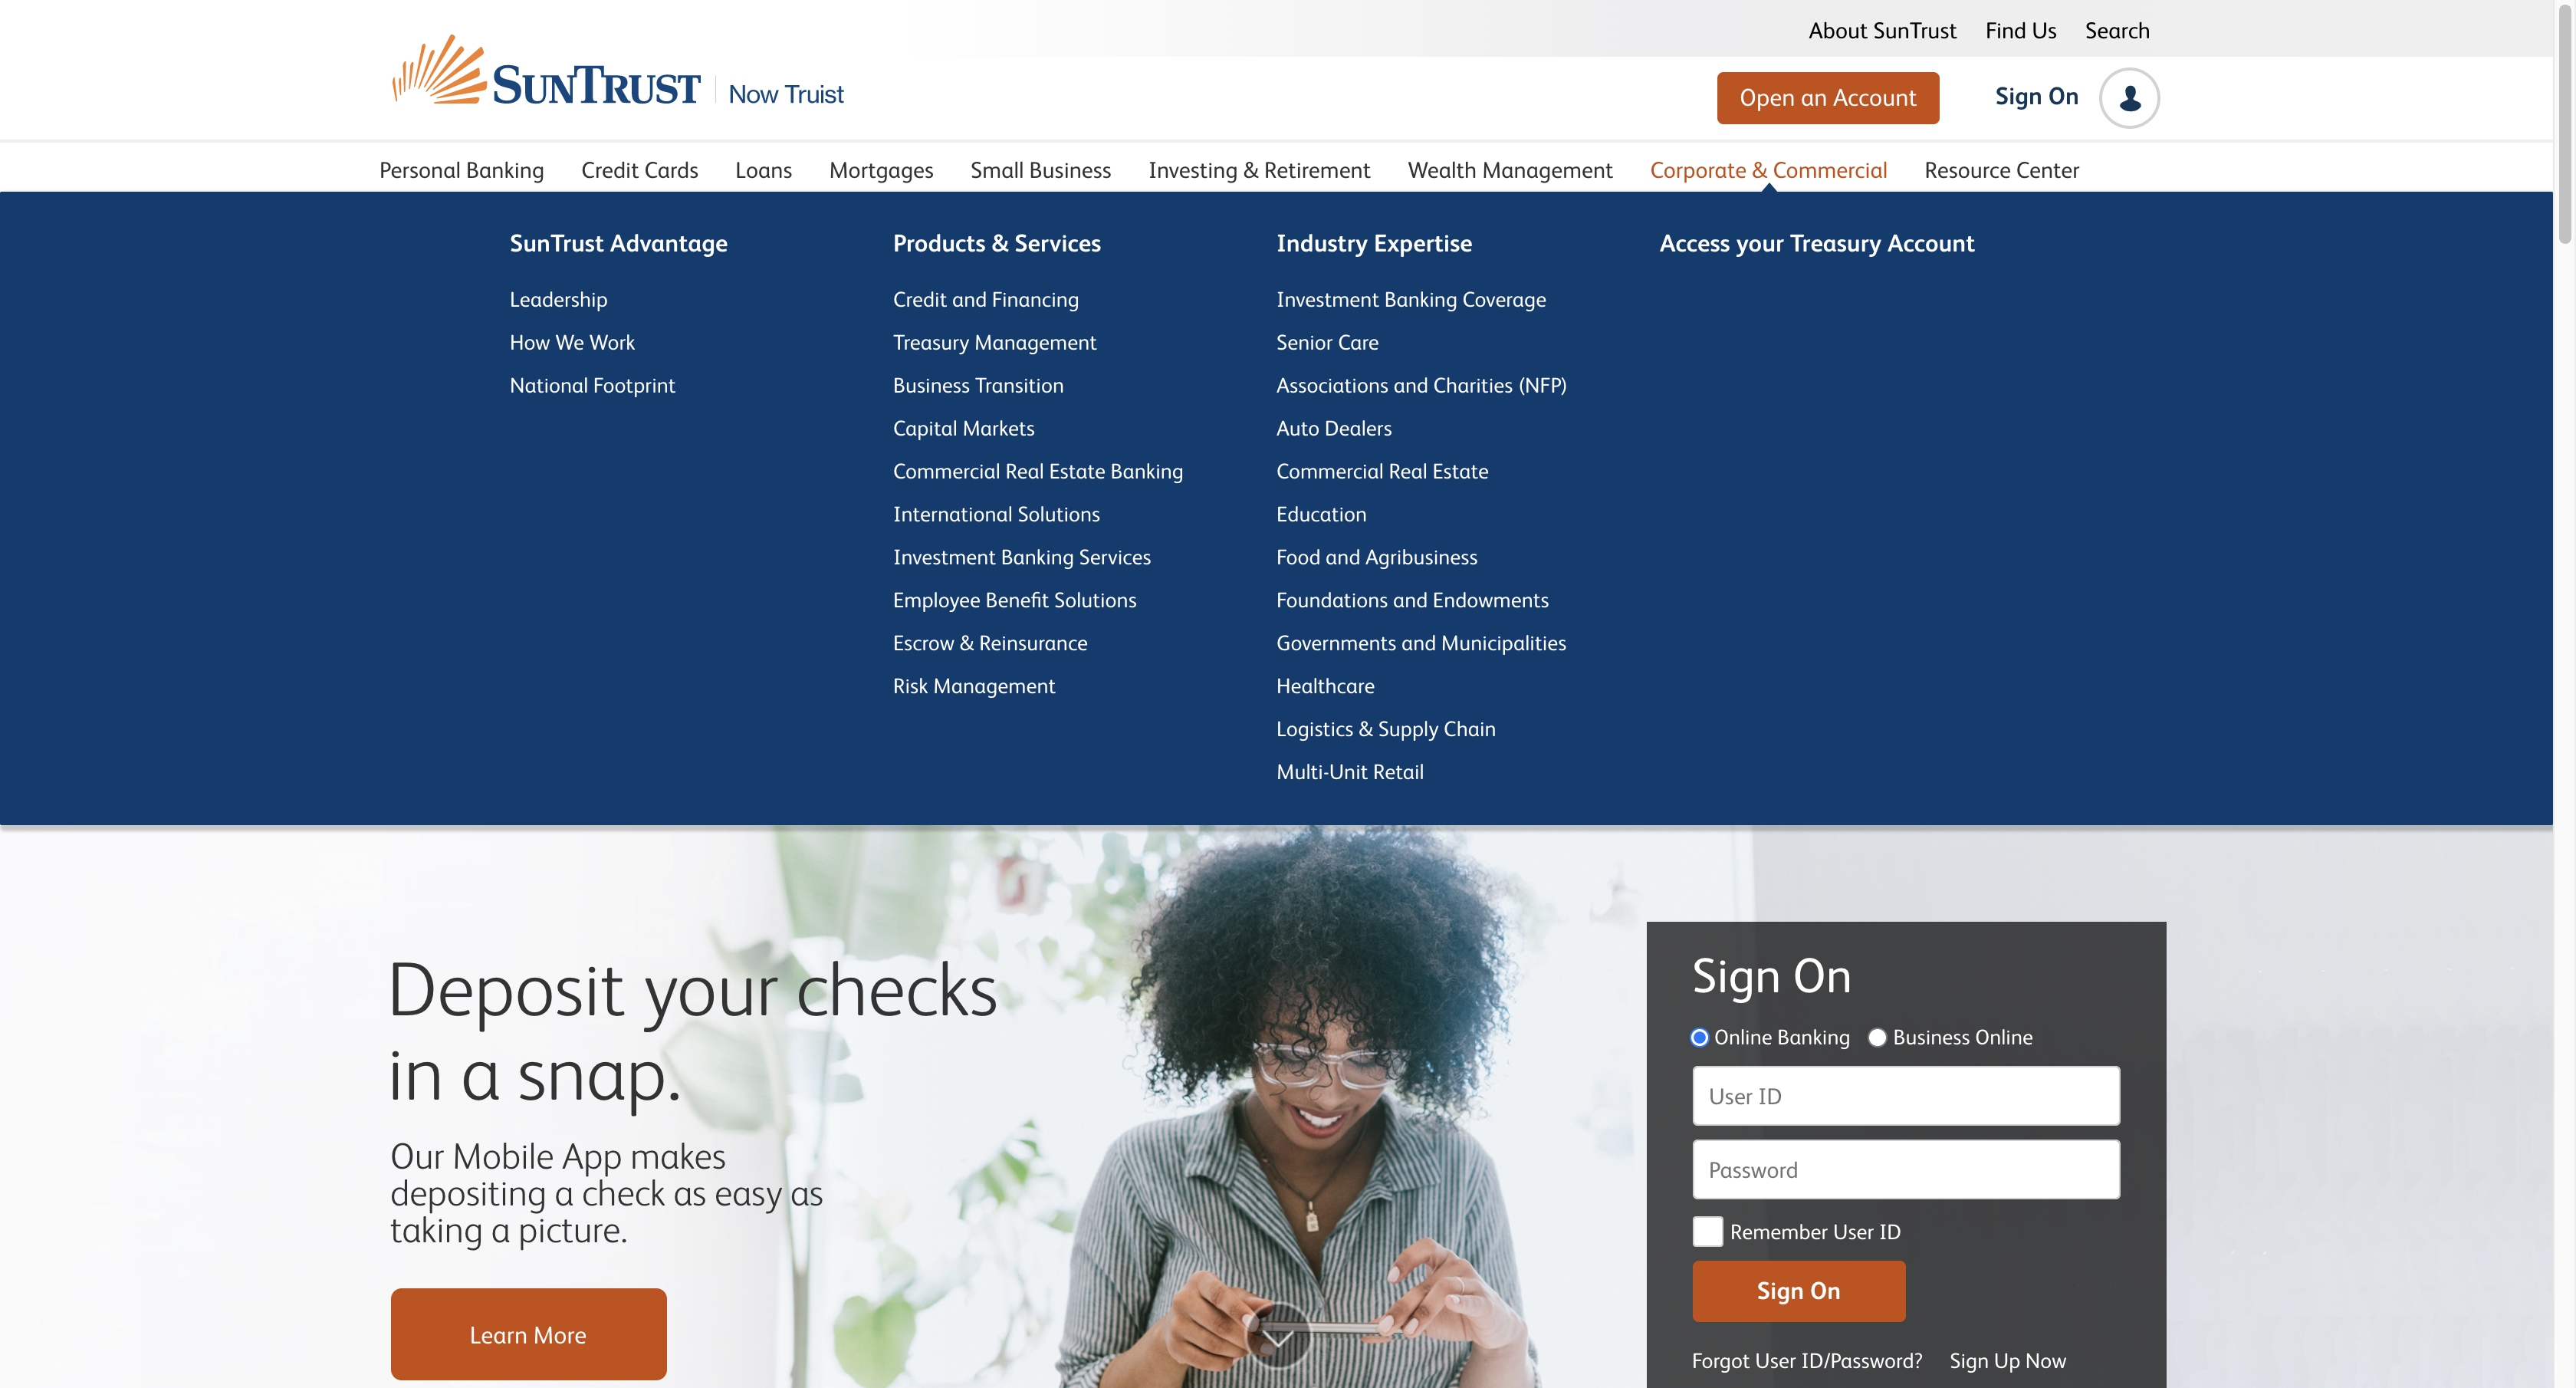 About SunTrust Find Us Search
SUNTRUST Now Truist
Open an Account Sign On
Personal Banking Credit Cards Loans Mortgages Small Business Investing & Retirement Wealth Management Corporate & Commercial Resource Center
SunTrust Advantage
Leadership
How We Work
National Footprint
Products & Services
Credit and Financing
Treasury Management
Business Transition
Capital Markets
Commercial Real Estate Banking
International Solutions
Investment Banking Services
Employee Benefit Solutions
Escrow & Reinsurance
Risk Management
Industry Expertise
Investment Banking Coverage
Senior Care
Associations and Charities (NFP)
Auto Dealers
Commercial Real Estate
Education
Food and Agribusiness
Foundations and Endowments
Governments and Municipalities
Healthcare
Logistics & Supply Chain
Multi-Unit Retail
Access your Treasury Account
Deposit your checks
in a snap.
Our Mobile App makes
depositing a check as easy as
taking a picture.
Learn More
Sign On
Online Banking Business Online
User ID
Password
Remember User ID
Sign On
Forgot User ID/Password? Sign Up Now